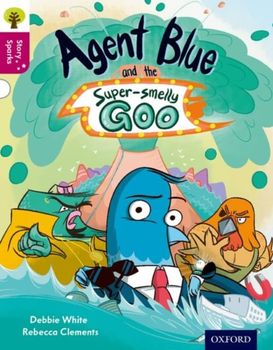 Story
Sparks
Agent Blue
and the
Super-smelly
GOO
Debbie White
Rebecca Clements
OXFORD